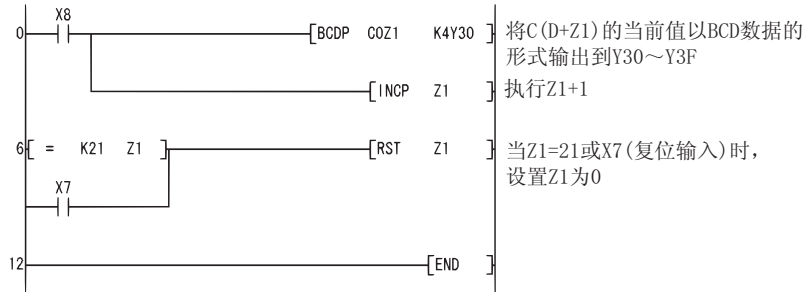 X8
0 BCDP C0Z1 K4Y30 将C(D+Z1)的当前值以BCD数据的
形式输出到Y30～Y3F
INCP Z1 执行Z1+1
6 = K21 Z1 RST Z1 当Z1=21或X7(复位输入)时，
设置Z1为0
X7
12 END